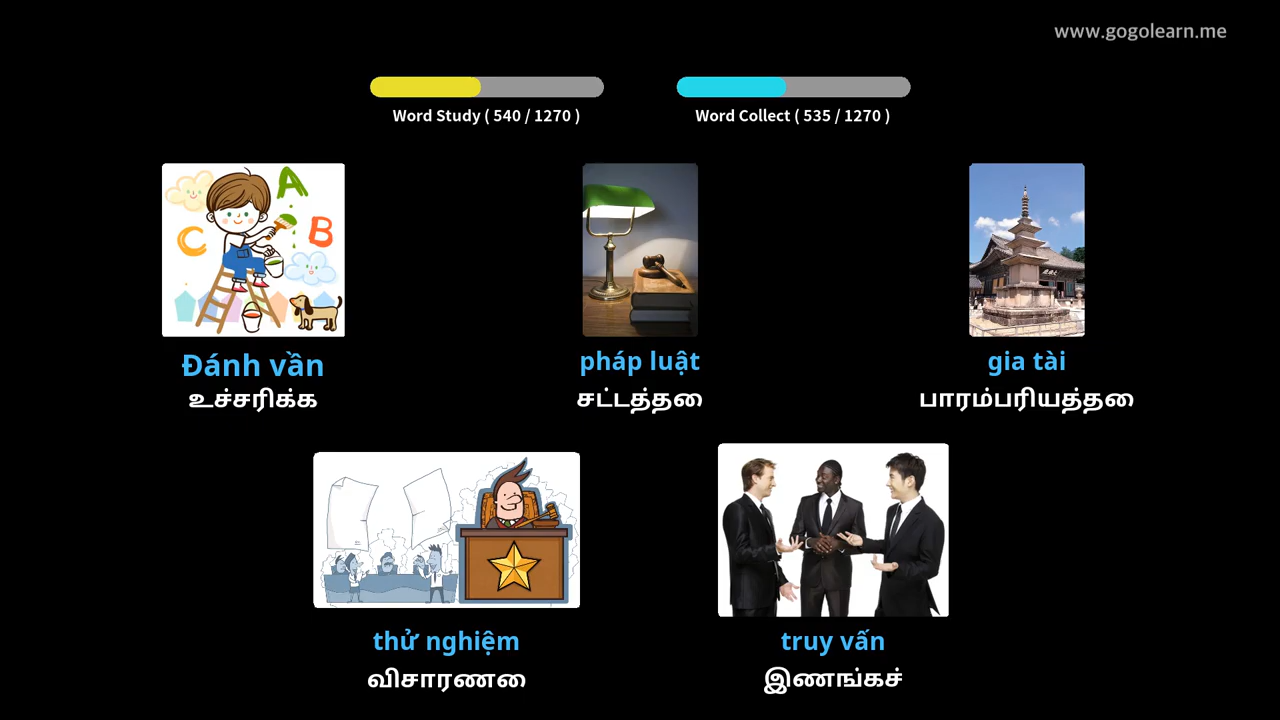 www.gogolearn.me
Word Study ( 540 / 1270 )
Word Collect ( 535 / 1270 )
Đánh vần
உச்சரிக்க
pháp luật
சட்டத்தை
gia tài
பாரம்பரியத்தை
A
B
C
thử nghiệm
விசாரணை
truy vấn
இணங்கச்